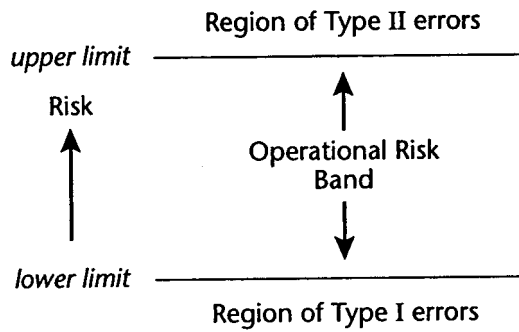 Region of Type II errors
upper limit
Risk
Operational Risk
Band
lower limit
Region of Type I errors